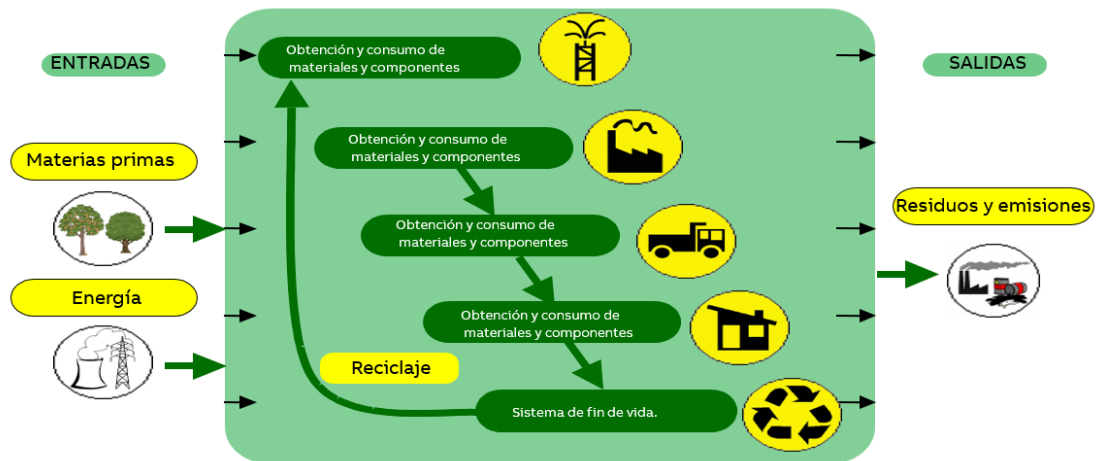 ENTRADAS
Materias primas
Energía
Obtención y consumo de
materiales y componentes
Obtención y consumo de
materiales y componentes
Obtención y consumo de
materiales y componentes
Obtención y consumo de
materiales y componentes
Reciclaje
Sistema de fin de vida.
SALIDAS
Residuos y emisiones